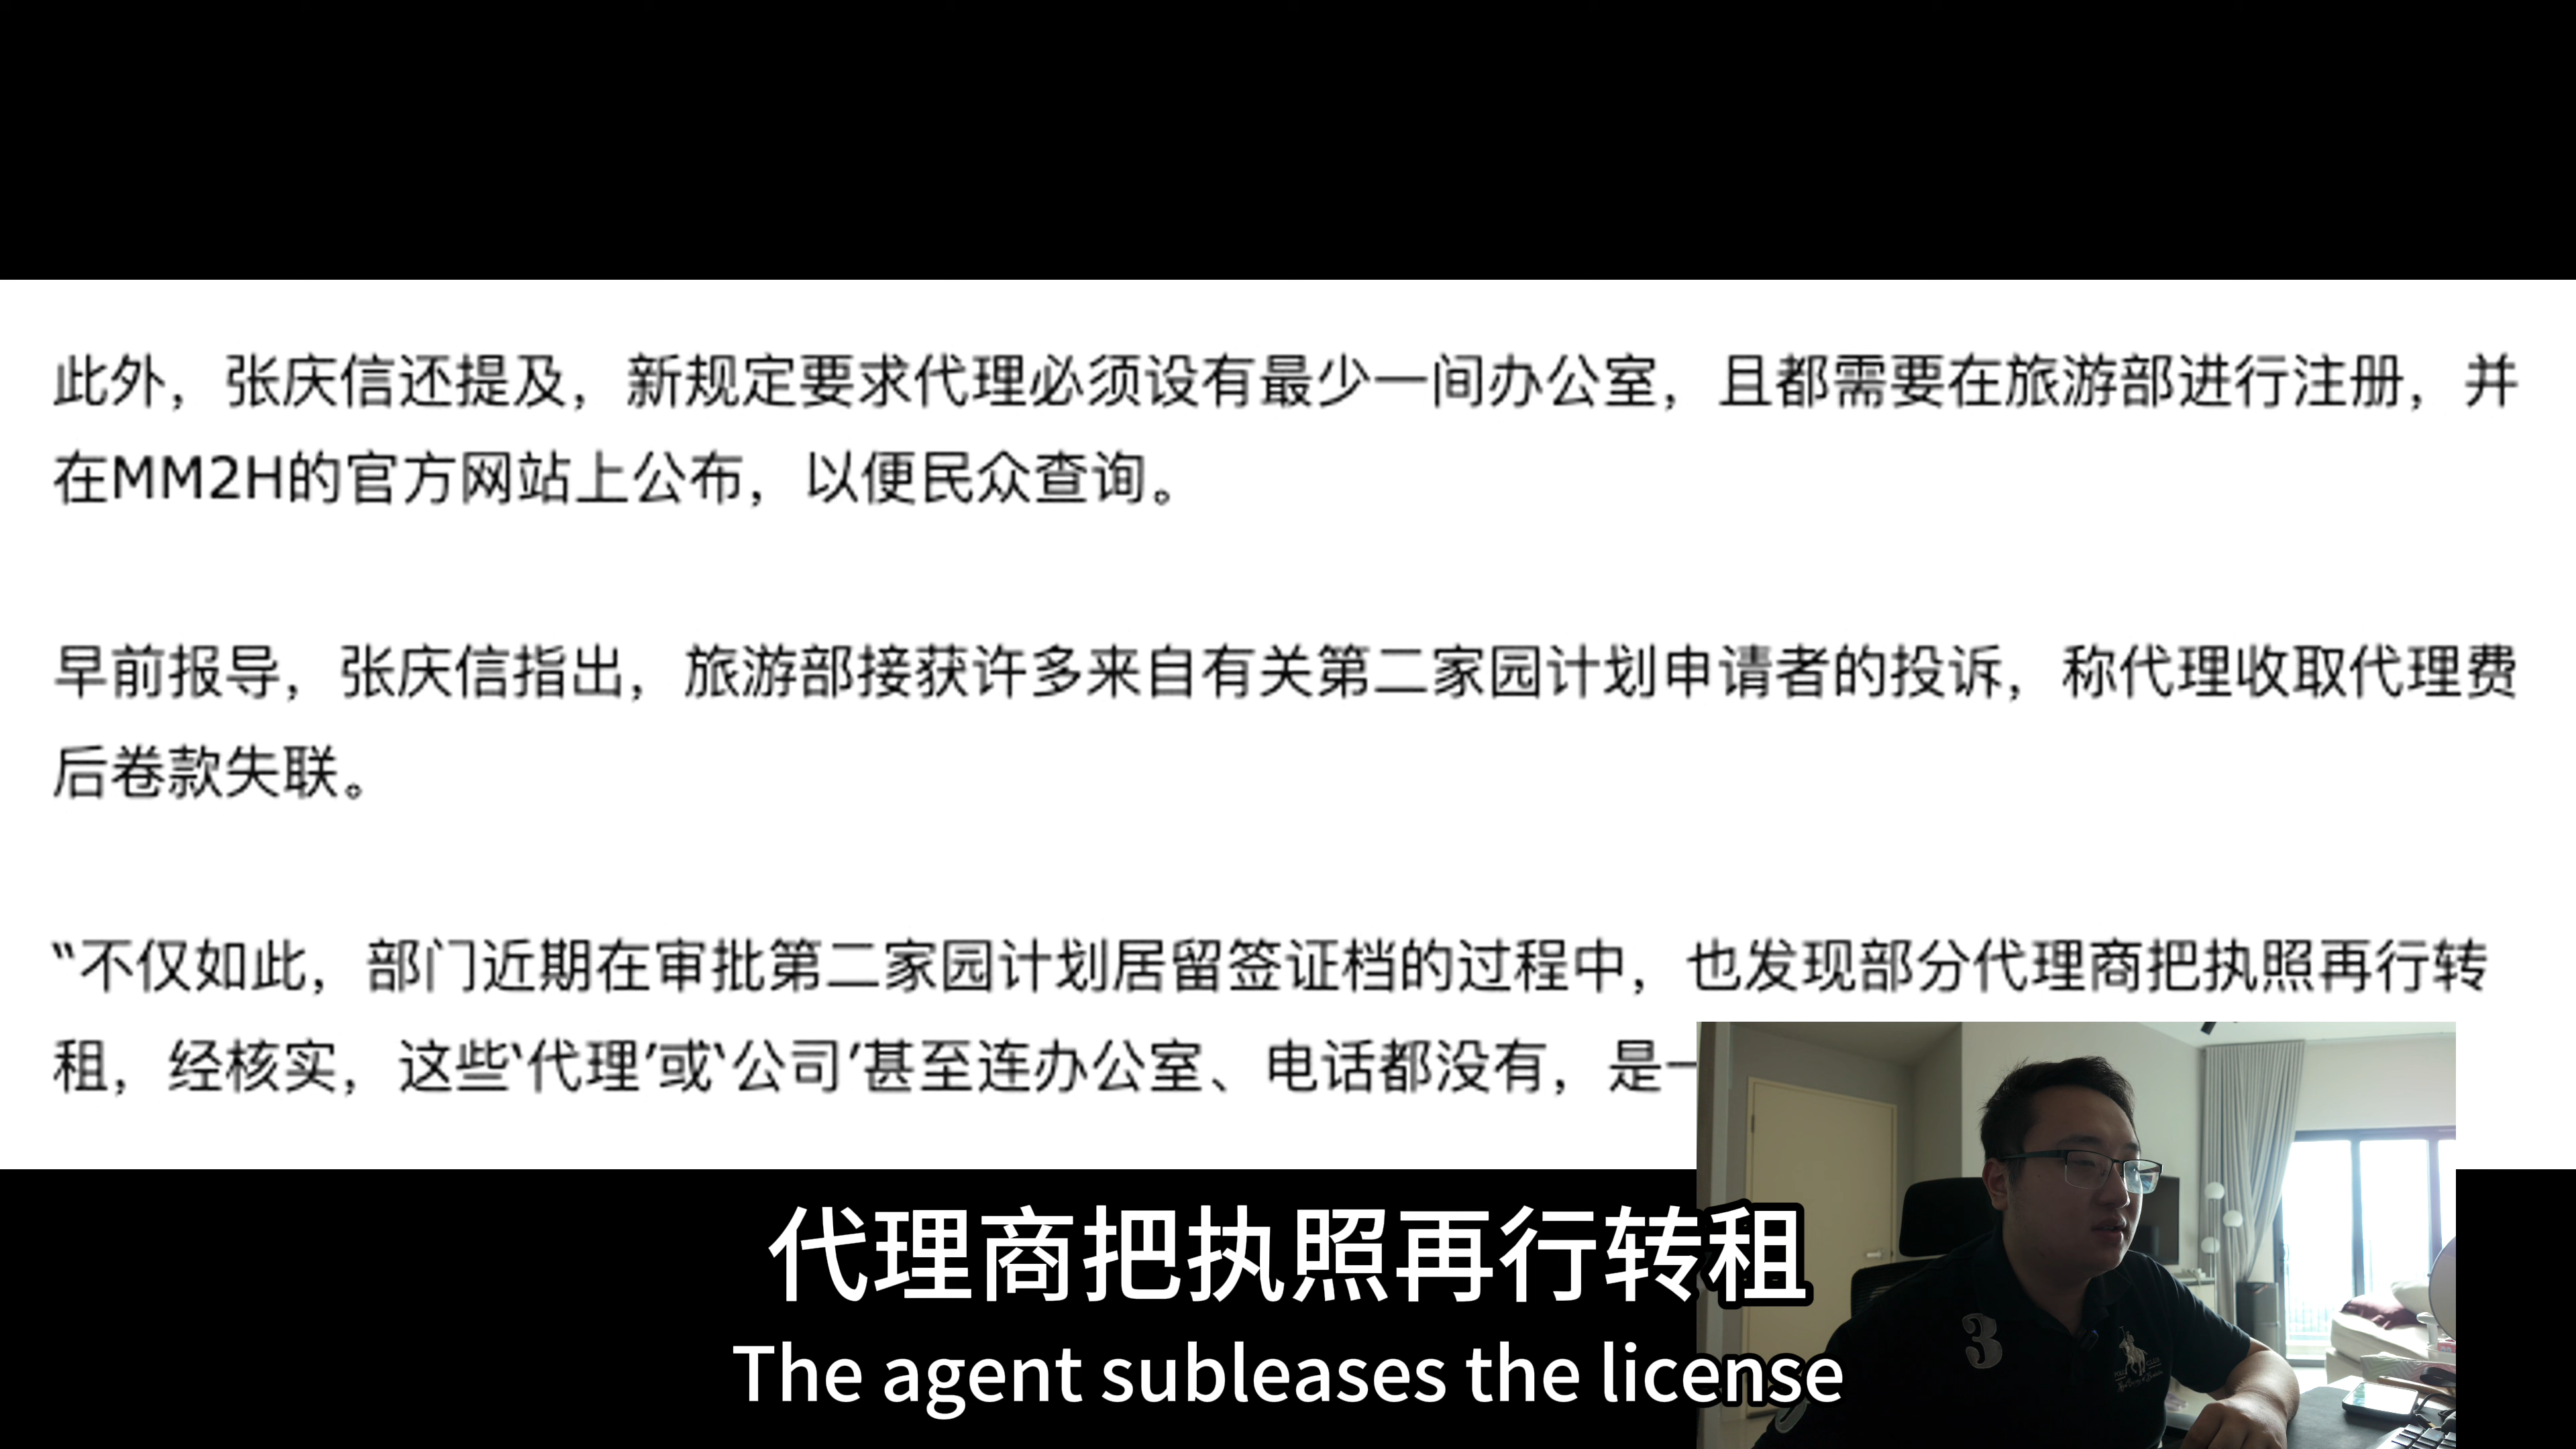 此外，张庆信还提及，新规定要求代理必须设有最少一间办公室，且都需要在旅游部进行注册，并
在MM2H的官方网站上公布，以便民众查询。
早前报导，张庆信指出，旅游部接获许多来自有关第二家园计划申请者的投诉，称代理收取代理费
后卷款失联。
“不仅如此，部门近期在审批第二家园计划居留签证档的过程中，也发现部分代理商把执照再行转
租，经核实，这些‘代理’或‘公司’甚至连办公室、电话都没有，是一
代理商把执照再行转租
The agent subleases the license
3